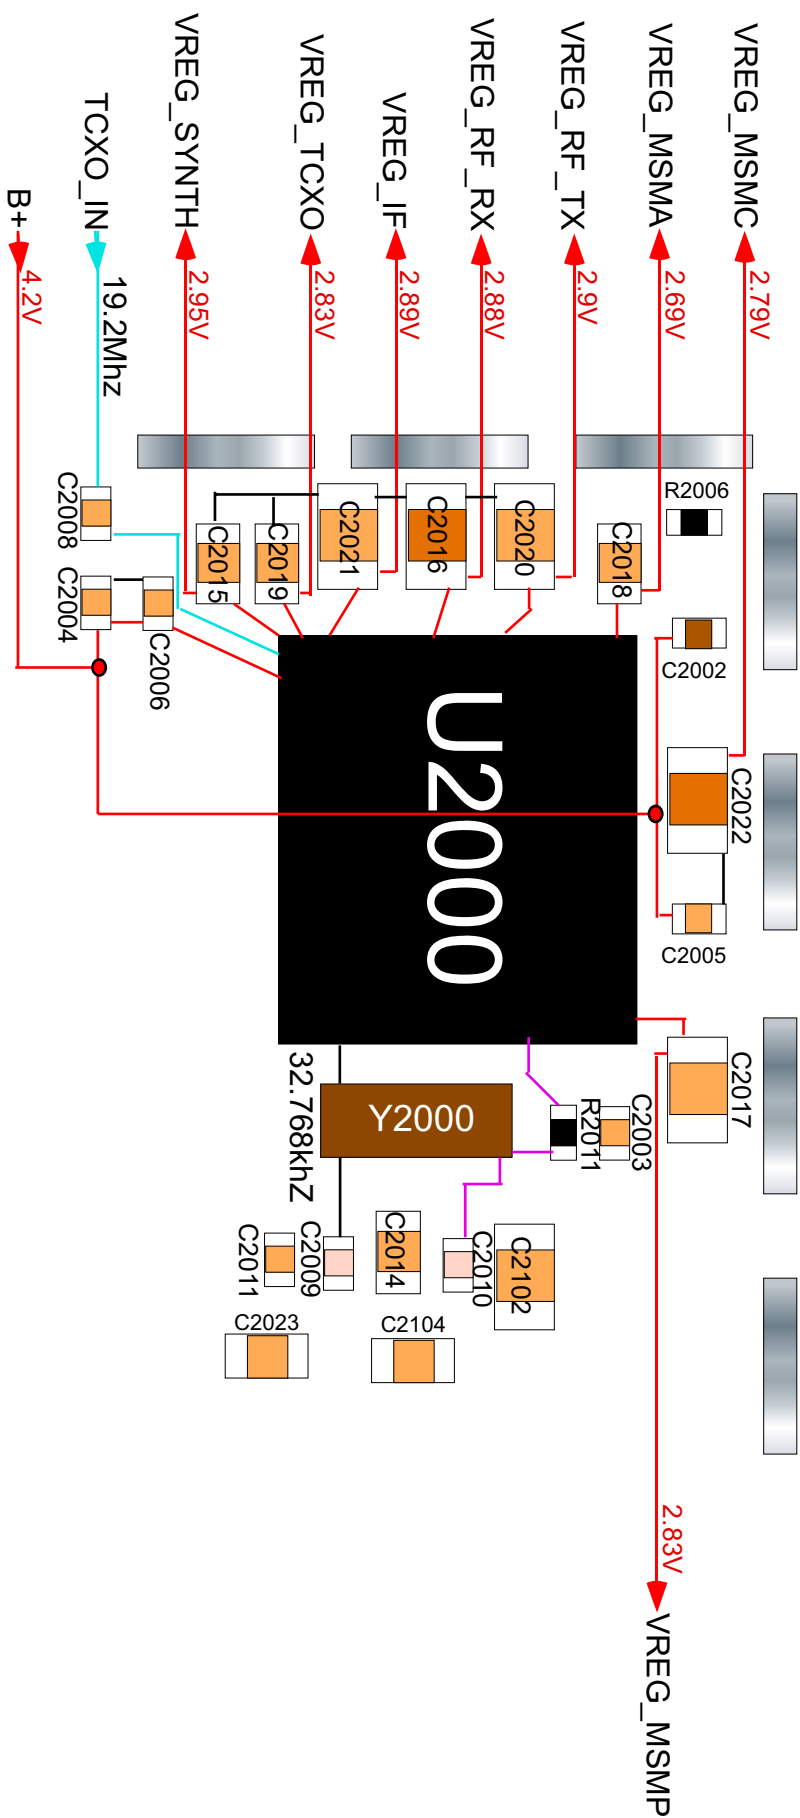 VREG_MSMC
2.79V
VREG_MSMA
2.69V
VREG_RF_TX
2.9V
VREG_RF_RX
2.88V
VREG_IF
2.89V
VREG_TCXO
2.83V
VREG_SYNTH
2.95V
TCXO_IN
19.2Mhz
B+
4.2V
R2006
C2018
C2020
C2016
C2021
C2019
C2015
C2008
C2004
C2006
C2002
C2022
C2005
U2000
C2017
C2003
R2011
Y2000
32.768khZ
C2102
C2010
C2014
C2009
C2011
C2104
C2023
2.83V
VREG_MSMP